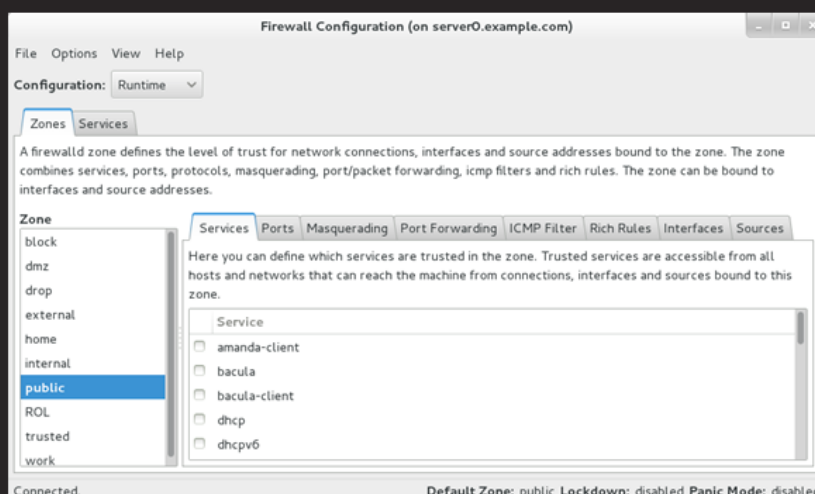 Firewall Configuration (on server0.example.com)
File Options View Help
Configuration: Runtime
Zones Services
A firewalld zone defines the level of trust for network connections, interfaces and source addresses bound to the zone. The zone
combines services, ports, protocols, masquerading, port/packet forwarding, icmp filters and rich rules. The zone can be bound to
interfaces and source addresses.
Zone
block
dmz
drop
external
home
internal
public
ROL
trusted
work
Services Ports Masquerading Port Forwarding ICMP Filter Rich Rules Interfaces Sources
Here you can define which services are trusted in the zone. Trusted services are accessible from all
hosts and networks that can reach the machine from connections, interfaces and sources bound to this
zone.
Service
amanda-client
bacula
bacula-client
dhcp
dhcpv6
Connected.
Default Zone: public Lockdown: disabled Panic Mode: disabled